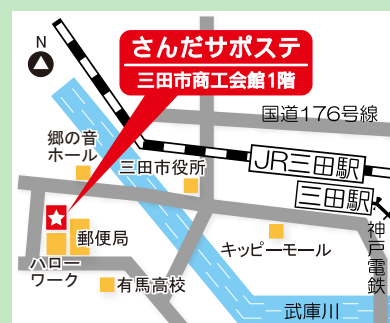 さんだサポステ
三田市商工会館1階
N
国道176号線
郷の音
ホール
三田市役所
JR三田駅
三田駅
神戸電鉄
郵便局
キッピーモール
ハロー
ワーク
有馬高校
武庫川